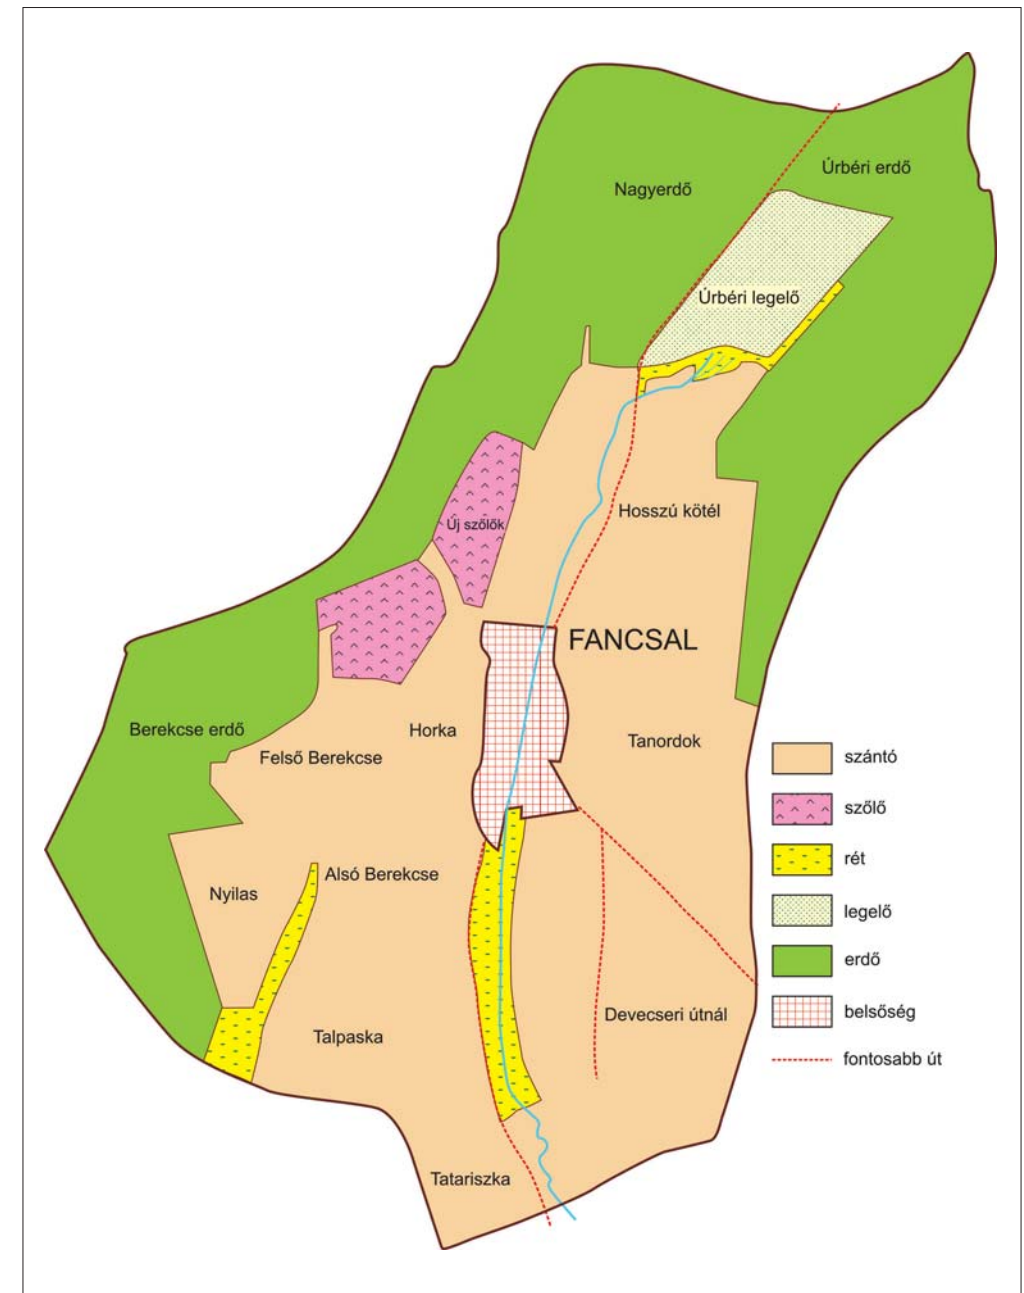 Úrbéri erdő
Nagyerdő
Úrbéri legelő
Hosszú kötél
Új szőlők
FANCSAL
Berekcse erdő
Horka
Tanordok
Felső Berekcse
Alsó Berekcse
Nyilas
Devecseri útnál
Talpaska
Tatariszka
szántó
szőlő
rét
legelő
erdő
belsőség
fontosabb út